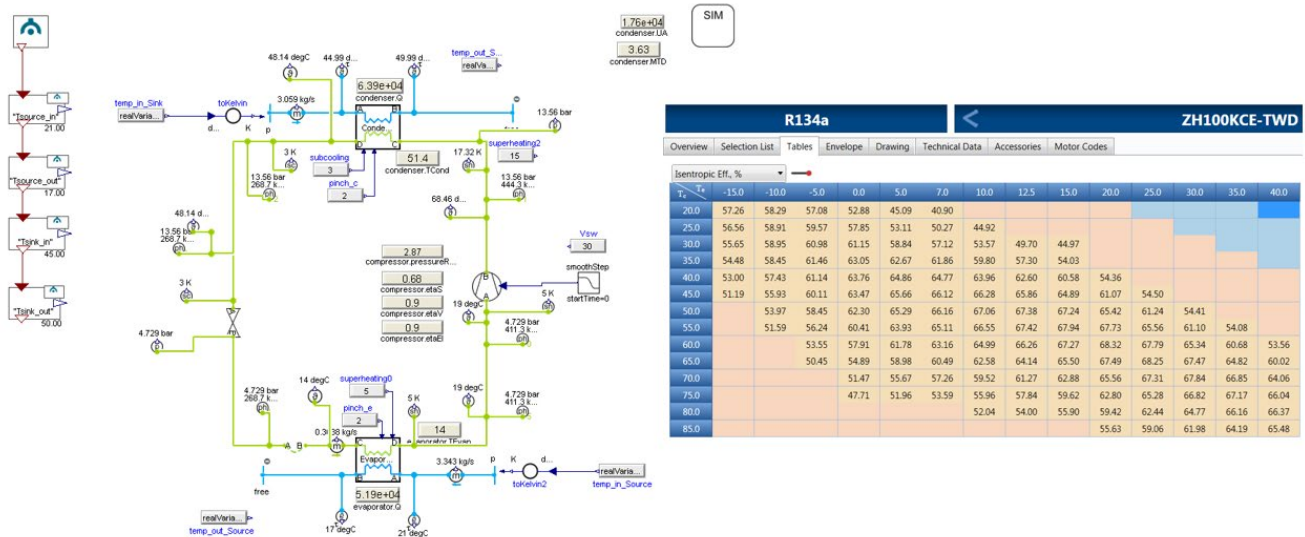 SIM
1.76e+04
condenser.UA
3.63
condenser.MTD
"Tsource_in"
21.00
"Tsource_out"
17.00
"Tsink_in"
45.00
"Tsink_out"
50.00
48.14 degC
44.99 d...
49.99 d...
temp_out_S...
realVa...
temp_in_Sink
realVaria...
toKelvin
d...
K
p
3.059 kg/s
6.39e+04
condenser.Q
A
B
Conde...
D
C
51.4
condenser.TCond
13.56 bar
3 K
subcooling
3
pinch_c
2
17.32 K
superheating2
15
13.56 bar
268.7 k...
13.56 bar
444.3 k...
48.14 d...
13.56 bar
268.7 k...
68.46 d...
Vsw
30
2.87
compressor.pressureR...
0.68
compressor.etaS
0.9
compressor.etaV
0.9
compressor.etaEl
B
A
smoothStep
startTime=0
3 K
19 degC
5 K
4.729 bar
4.729 bar
411.3 k...
14 degC
superheating0
5
19 degC
4.729 bar
268.7 k...
pinch_e
2
5 K
4.729 bar
411.3 k...
A B
14
Evapor...
3.343 kg/s
p
K
d...
free
5.19e+04
evaporator.Q
toKelvin2
realVaria...
temp_in_Source
realVaria...
temp_out_Source
17 degC
21 degC
R134a < ZH100KCE-TWD
Overview Selection List Tables Envelope Drawing Technical Data Accessories Motor Codes
Isentropic Eff., %
-15.0 -10.0 -5.0 0.0 5.0 7.0 10.0 12.5 15.0 20.0 25.0 30.0 35.0 40.0
20.0 57.26 58.29 57.08 52.88 45.09 40.90
25.0 56.56 58.91 59.57 57.85 53.11 50.27 44.92
30.0 55.65 58.95 60.98 61.15 58.84 57.12 53.57 49.70 44.97
35.0 54.48 58.45 61.46 63.05 62.67 61.86 59.80 57.30 54.03
40.0 53.00 57.43 61.14 63.76 64.86 64.77 63.96 62.60 60.58 54.36
45.0 51.19 55.93 60.11 63.47 65.66 66.12 66.28 65.86 64.89 61.07 54.50
50.0 53.97 58.45 62.30 65.29 66.16 67.06 67.38 67.24 65.42 61.24 54.41
55.0 51.59 56.24 60.41 63.93 65.11 66.55 67.42 67.94 67.73 65.56 61.10 54.08
60.0 53.55 57.91 61.78 63.16 64.99 66.26 67.27 68.32 67.79 65.34 60.68 53.56
65.0 50.45 54.89 58.98 60.49 62.58 64.14 65.50 67.49 68.25 67.47 64.82 60.02
70.0 51.47 55.67 57.26 59.52 61.27 62.88 65.56 67.31 67.84 66.85 64.06
75.0 47.71 51.96 53.59 55.96 57.84 59.62 62.80 65.28 66.82 67.17 66.04
80.0 52.04 54.00 55.90 59.42 62.44 64.77 66.16 66.37
85.0 55.63 59.06 61.98 64.19 65.48